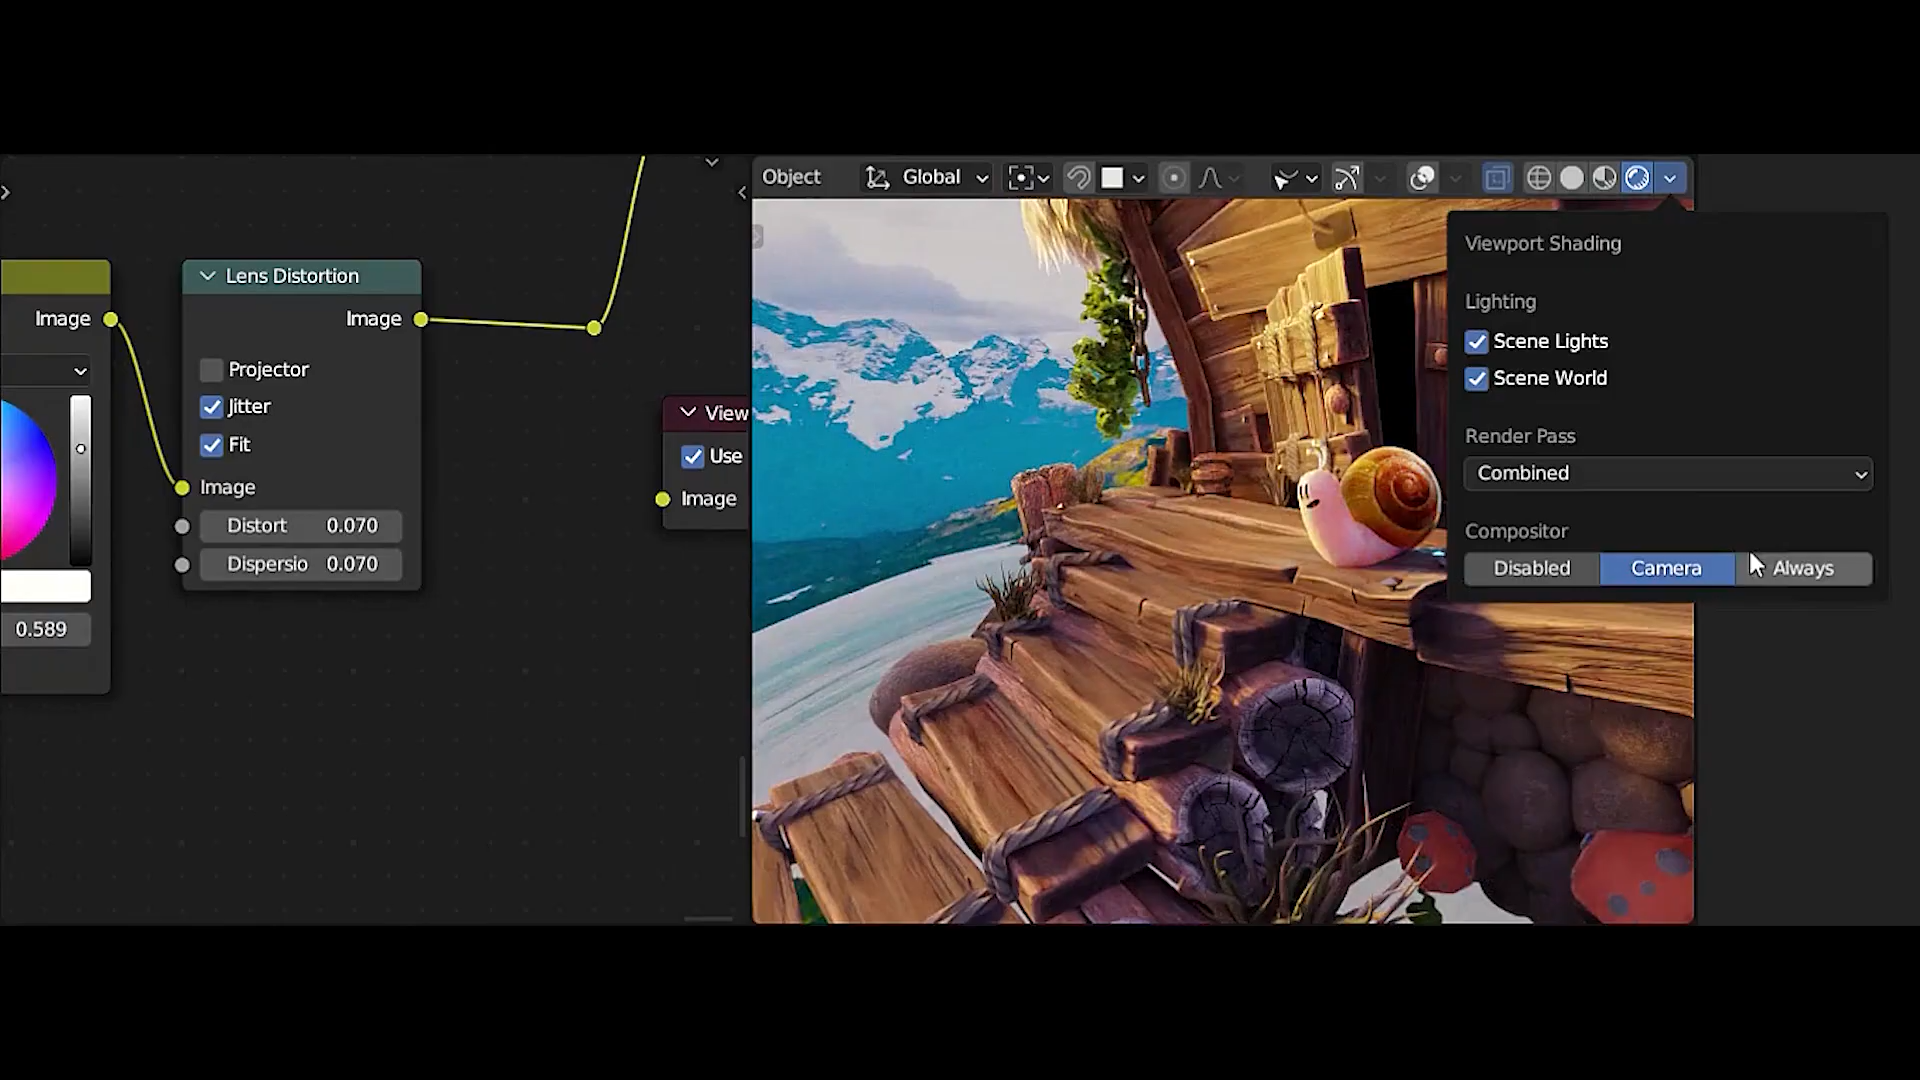 Object
Global
Lens Distortion
Image
Image
Projector
Jitter
Fit
Image
Distort 0.070
Dispersio 0.070
0.589
View
Use
Image
Viewport Shading
Lighting
Scene Lights
Scene World
Render Pass
Combined
Compositor
Disabled Camera Always